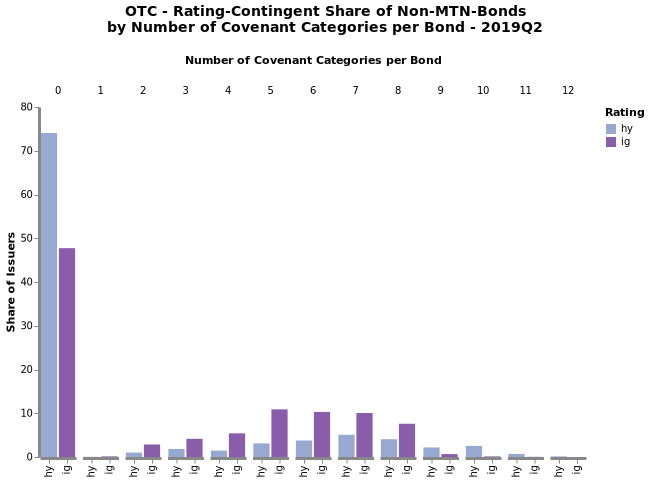 OTC - Rating-Contingent Share of Non-MTN-Bonds
by Number of Covenant Categories per Bond - 2019Q2
Number of Covenant Categories per Bond
0 1 2 3 4 5 6 7 8 9 10 11 12
Rating
hy
ig
Share of Issuers
80
70
60
50
40
30
20
10
0
hy ig hy ig hy ig hy ig hy ig hy ig hy ig hy ig hy ig hy ig hy ig hy ig hy ig